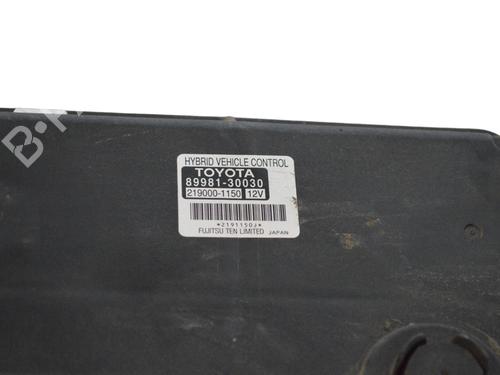 HYBRID VEHICLE CONTROL
TOYOTA
89981-30030
219000-1150 12V
*2191150J*
FUJITSU TEN LIMITED JAPAN